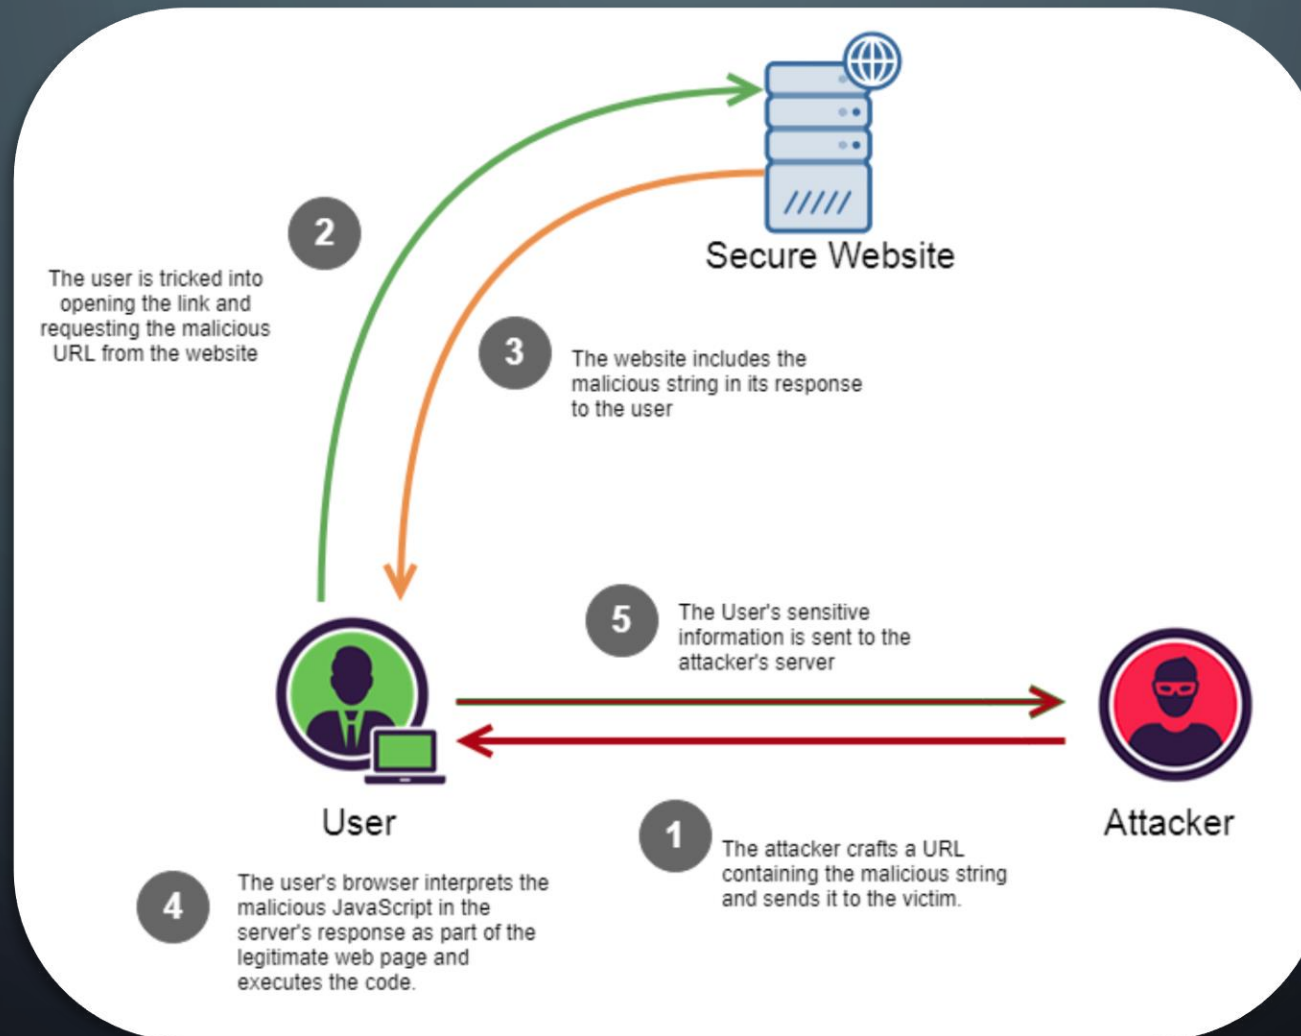 Secure Website
2
The user is tricked into
opening the link and
requesting the malicious
URL from the website
3
The website includes the
malicious string in its response
to the user
5
The User's sensitive
information is sent to the
attacker's server
User
Attacker
1
The attacker crafts a URL
containing the malicious string
and sends it to the victim.
4
The user's browser interprets the
malicious JavaScript in the
server's response as part of the
legitimate web page and
executes the code.